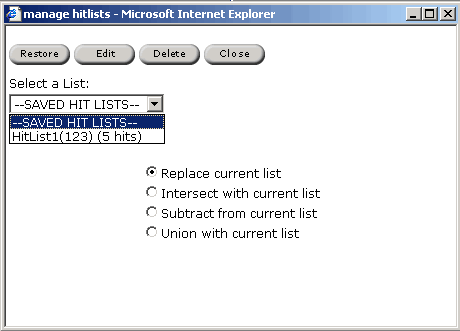 manage hitlists - Microsoft Internet Explorer
Restore Edit Delete Close
Select a List:
--SAVED HIT LISTS--
--SAVED HIT LISTS--
HitList1(123) (5 hits)
Replace current list
Intersect with current list
Subtract from current list
Union with current list